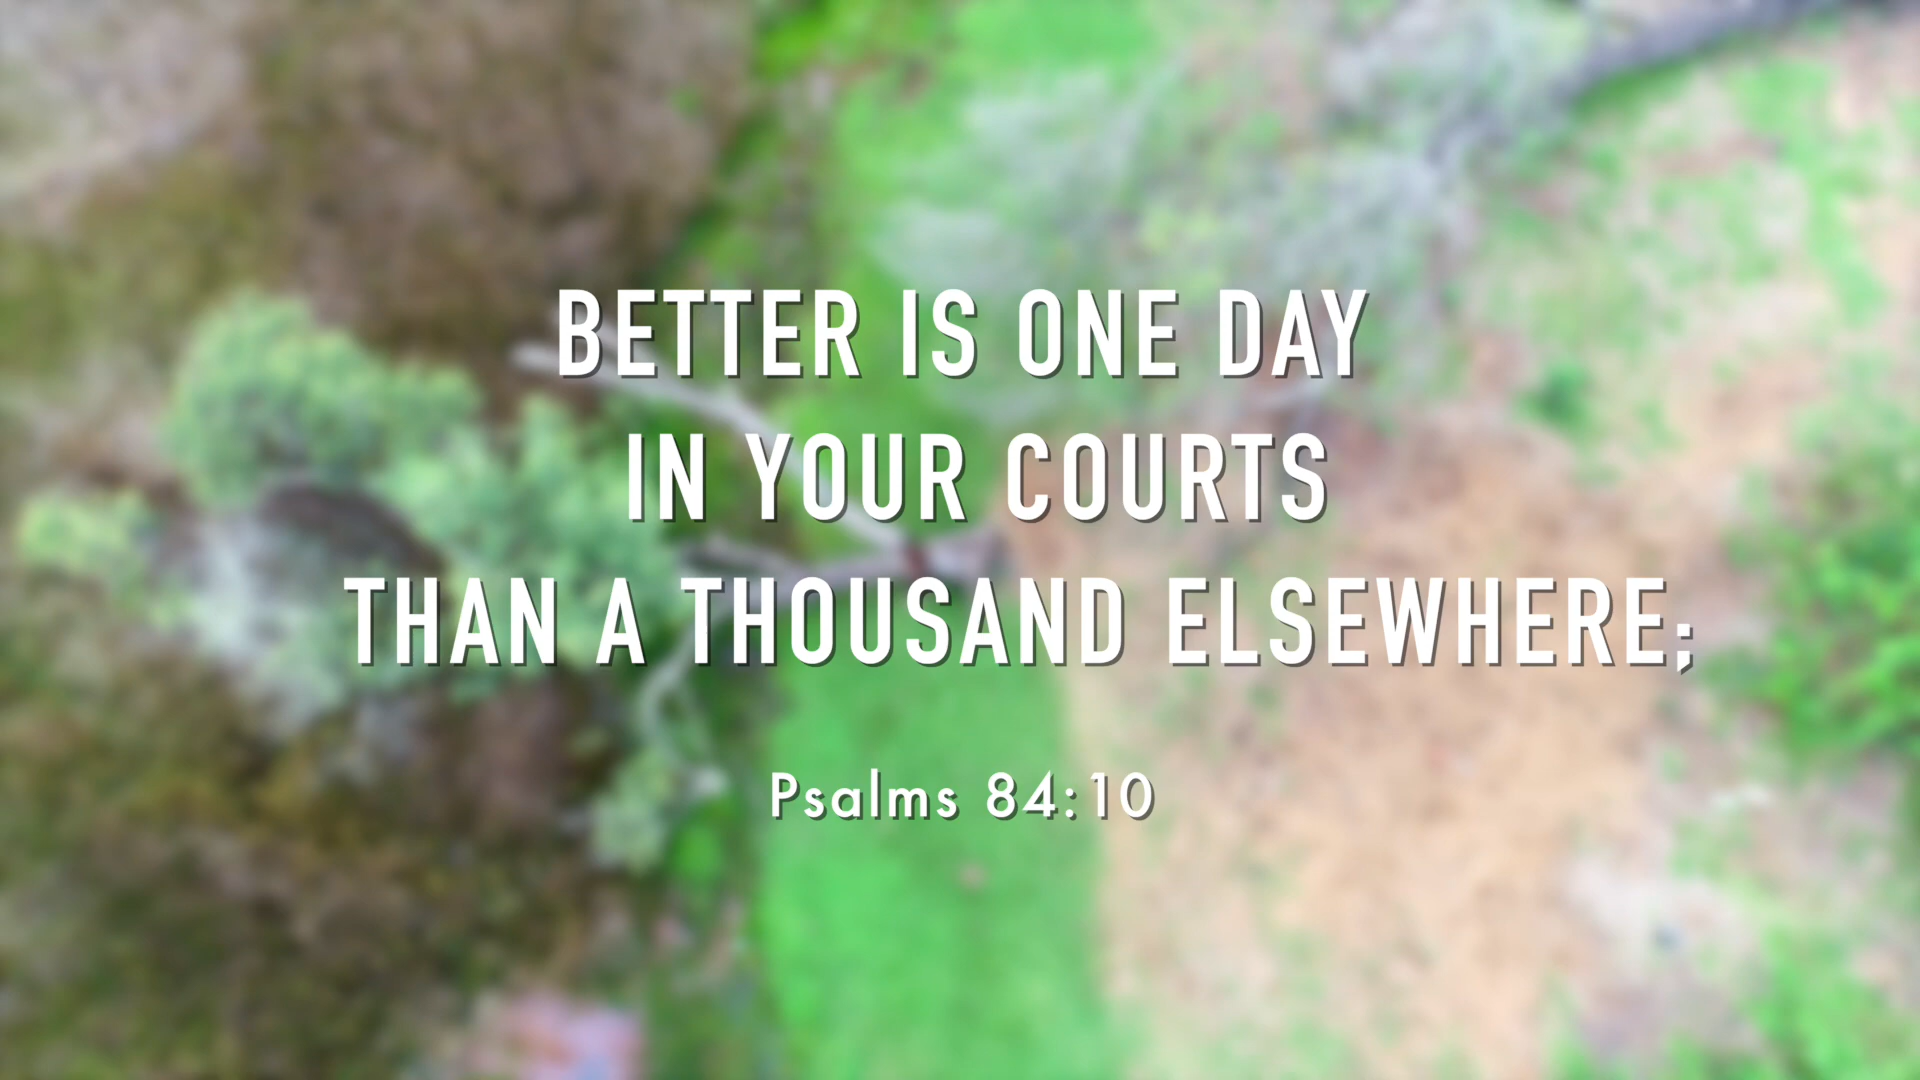 BETTER IS ONE DAY
IN YOUR COURTS
THAN A THOUSAND ELSEWHERE;
Psalms 84:10